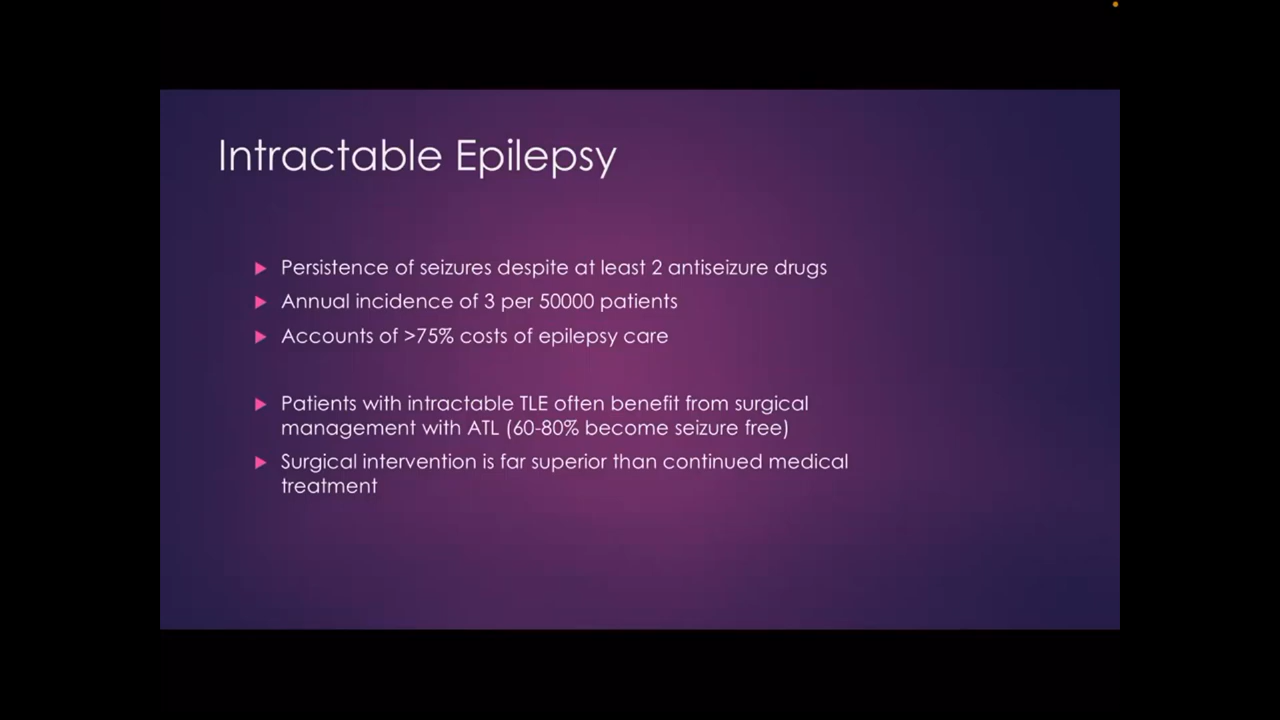 Intractable Epilepsy
Persistence of seizures despite at least 2 antiseizure drugs
Annual incidence of 3 per 50000 patients
Accounts of >75% costs of epilepsy care
Patients with intractable TLE often benefit from surgical
management with ATL (60-80% become seizure free)
Surgical intervention is far superior than continued medical
treatment